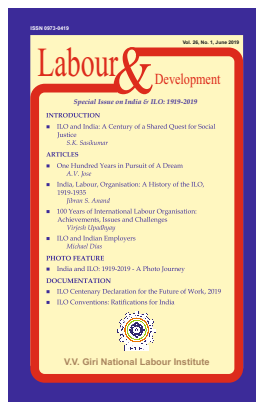 ISSN 0973-0419
Vol. 26, No. 1, June 2019
Labour
&
Development
Special Issue on India & ILO: 1919-2019
INTRODUCTION
ILO and India: A Century of a Shared Quest for Social
Justice
S.K. Sasikumar
ARTICLES
One Hundred Years in Pursuit of A Dream
A.V. Jose
India, Labour, Organisation: A History of the ILO,
1919-1935
Jibran S. Anand
100 Years of International Labour Organisation:
Achievements, Issues and Challenges
Virjesh Upadhyay
ILO and Indian Employers
Michael Dias
PHOTO FEATURE
India and ILO: 1919-2019 - A Photo Journey
DOCUMENTATION
ILO Centenary Declaration for the Future of Work, 2019
ILO Conventions: Ratifications for India
V.V. Giri National Labour Institute